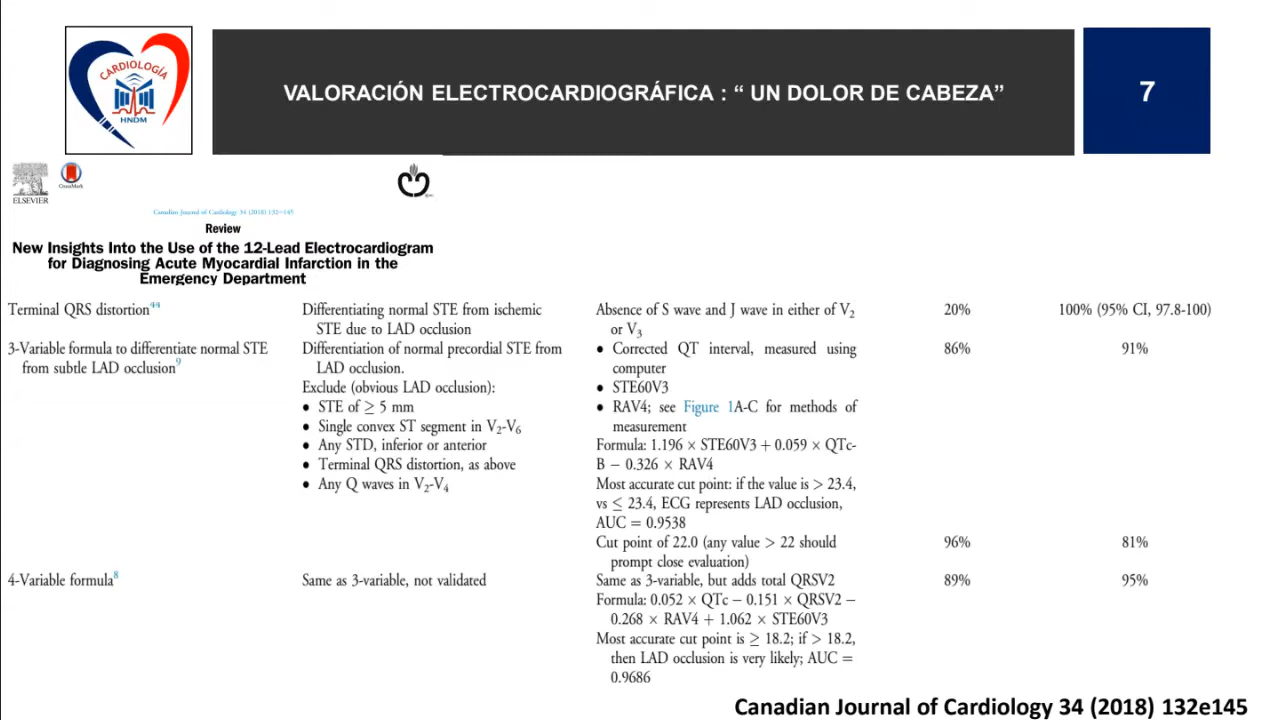 CARDIOLOGÍA
HNDM
VALORACIÓN ELECTROCARDIOGRÁFICA : “ UN DOLOR DE CABEZA”
7
ELSEVIER
CrossMark
Canadian Journal of Cardiology 34 (2018) 132–145
Review
New Insights Into the Use of the 12-Lead Electrocardiogram
for Diagnosing Acute Myocardial Infarction in the
Emergency Department
Terminal QRS distortion44
Differentiating normal STE from ischemic
STE due to LAD occlusion
Absence of S wave and J wave in either of V2
or V3
20%
100% (95% CI, 97.8-100)
3-Variable formula to differentiate normal STE
from subtle LAD occlusion9
Differentiation of normal precordial STE from
LAD occlusion.
Exclude (obvious LAD occlusion):
• STE of ≥ 5 mm
• Single convex ST segment in V2-V6
• Any STD, inferior or anterior
• Terminal QRS distortion, as above
• Any Q waves in V2-V4
• Corrected QT interval, measured using
computer
• STE60V3
• RAV4; see Figure 1A-C for methods of
measurement
Formula: 1.196 × STE60V3 + 0.059 × QTc-
B − 0.326 × RAV4
Most accurate cut point: if the value is > 23.4,
vs ≤ 23.4, ECG represents LAD occlusion,
AUC = 0.9538
86%
91%
Cut point of 22.0 (any value > 22 should
prompt close evaluation)
96%
81%
4-Variable formula8
Same as 3-variable, not validated
Same as 3-variable, but adds total QRSV2
Formula: 0.052 × QTc − 0.151 × QRSV2 −
0.268 × RAV4 + 1.062 × STE60V3
Most accurate cut point is ≥ 18.2; if > 18.2,
then LAD occlusion is very likely; AUC =
0.9686
89%
95%
Canadian Journal of Cardiology 34 (2018) 132e145